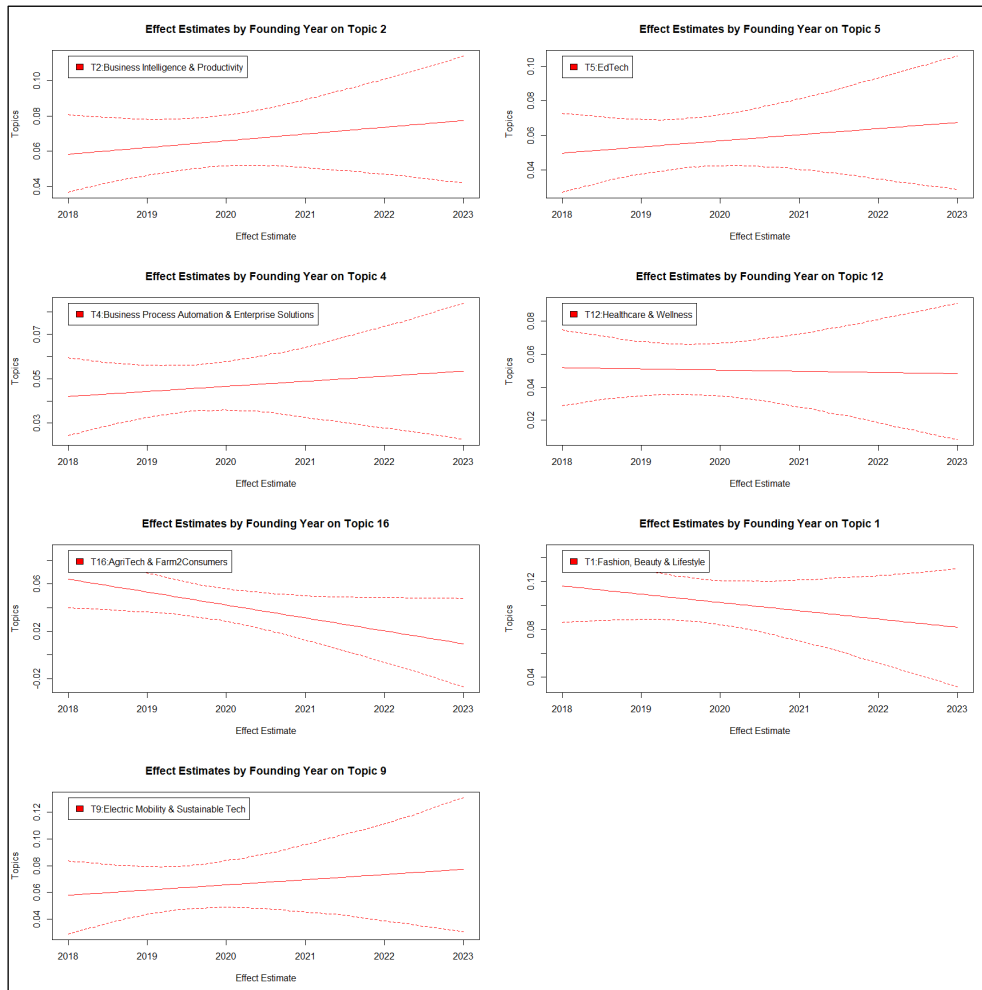 Effect Estimates by Founding Year on Topic 2
T2:Business Intelligence & Productivity
Topics
0.04 0.06 0.08 0.10
2018 2019 2020 2021 2022 2023
Effect Estimate
Effect Estimates by Founding Year on Topic 5
T5:EdTech
Topics
0.04 0.06 0.08 0.10
2018 2019 2020 2021 2022 2023
Effect Estimate
Effect Estimates by Founding Year on Topic 4
T4:Business Process Automation & Enterprise Solutions
Topics
0.03 0.05 0.07
2018 2019 2020 2021 2022 2023
Effect Estimate
Effect Estimates by Founding Year on Topic 12
T12:Healthcare & Wellness
Topics
0.02 0.04 0.06 0.08
2018 2019 2020 2021 2022 2023
Effect Estimate
Effect Estimates by Founding Year on Topic 16
T16:AgriTech & Farm2Consumers
Topics
-0.02 0.02 0.06
2018 2019 2020 2021 2022 2023
Effect Estimate
Effect Estimates by Founding Year on Topic 1
T1:Fashion, Beauty & Lifestyle
Topics
0.04 0.08 0.12
2018 2019 2020 2021 2022 2023
Effect Estimate
Effect Estimates by Founding Year on Topic 9
T9:Electric Mobility & Sustainable Tech
Topics
0.04 0.06 0.08 0.10 0.12
2018 2019 2020 2021 2022 2023
Effect Estimate